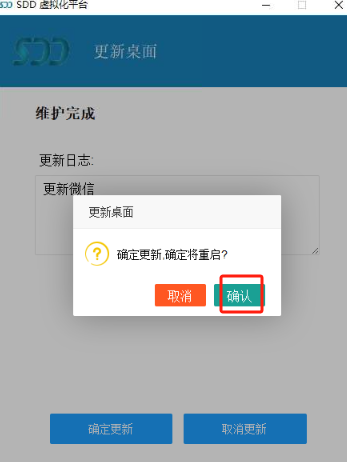 SDD 虚拟化平台
SDD 更新桌面
维护完成
更新日志:
更新微信
更新桌面
? 确定更新,确定将重启?
取消 确认
确定更新 取消更新